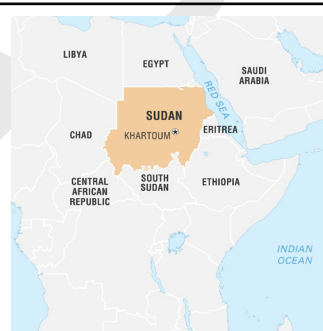 LIBYA
EGYPT
SAUDI
ARABIA
RED SEA
SUDAN
KHARTOUM
CHAD
ERITREA
CENTRAL
AFRICAN
REPUBLIC
SOUTH
SUDAN
ETHIOPIA
INDIAN
OCEAN